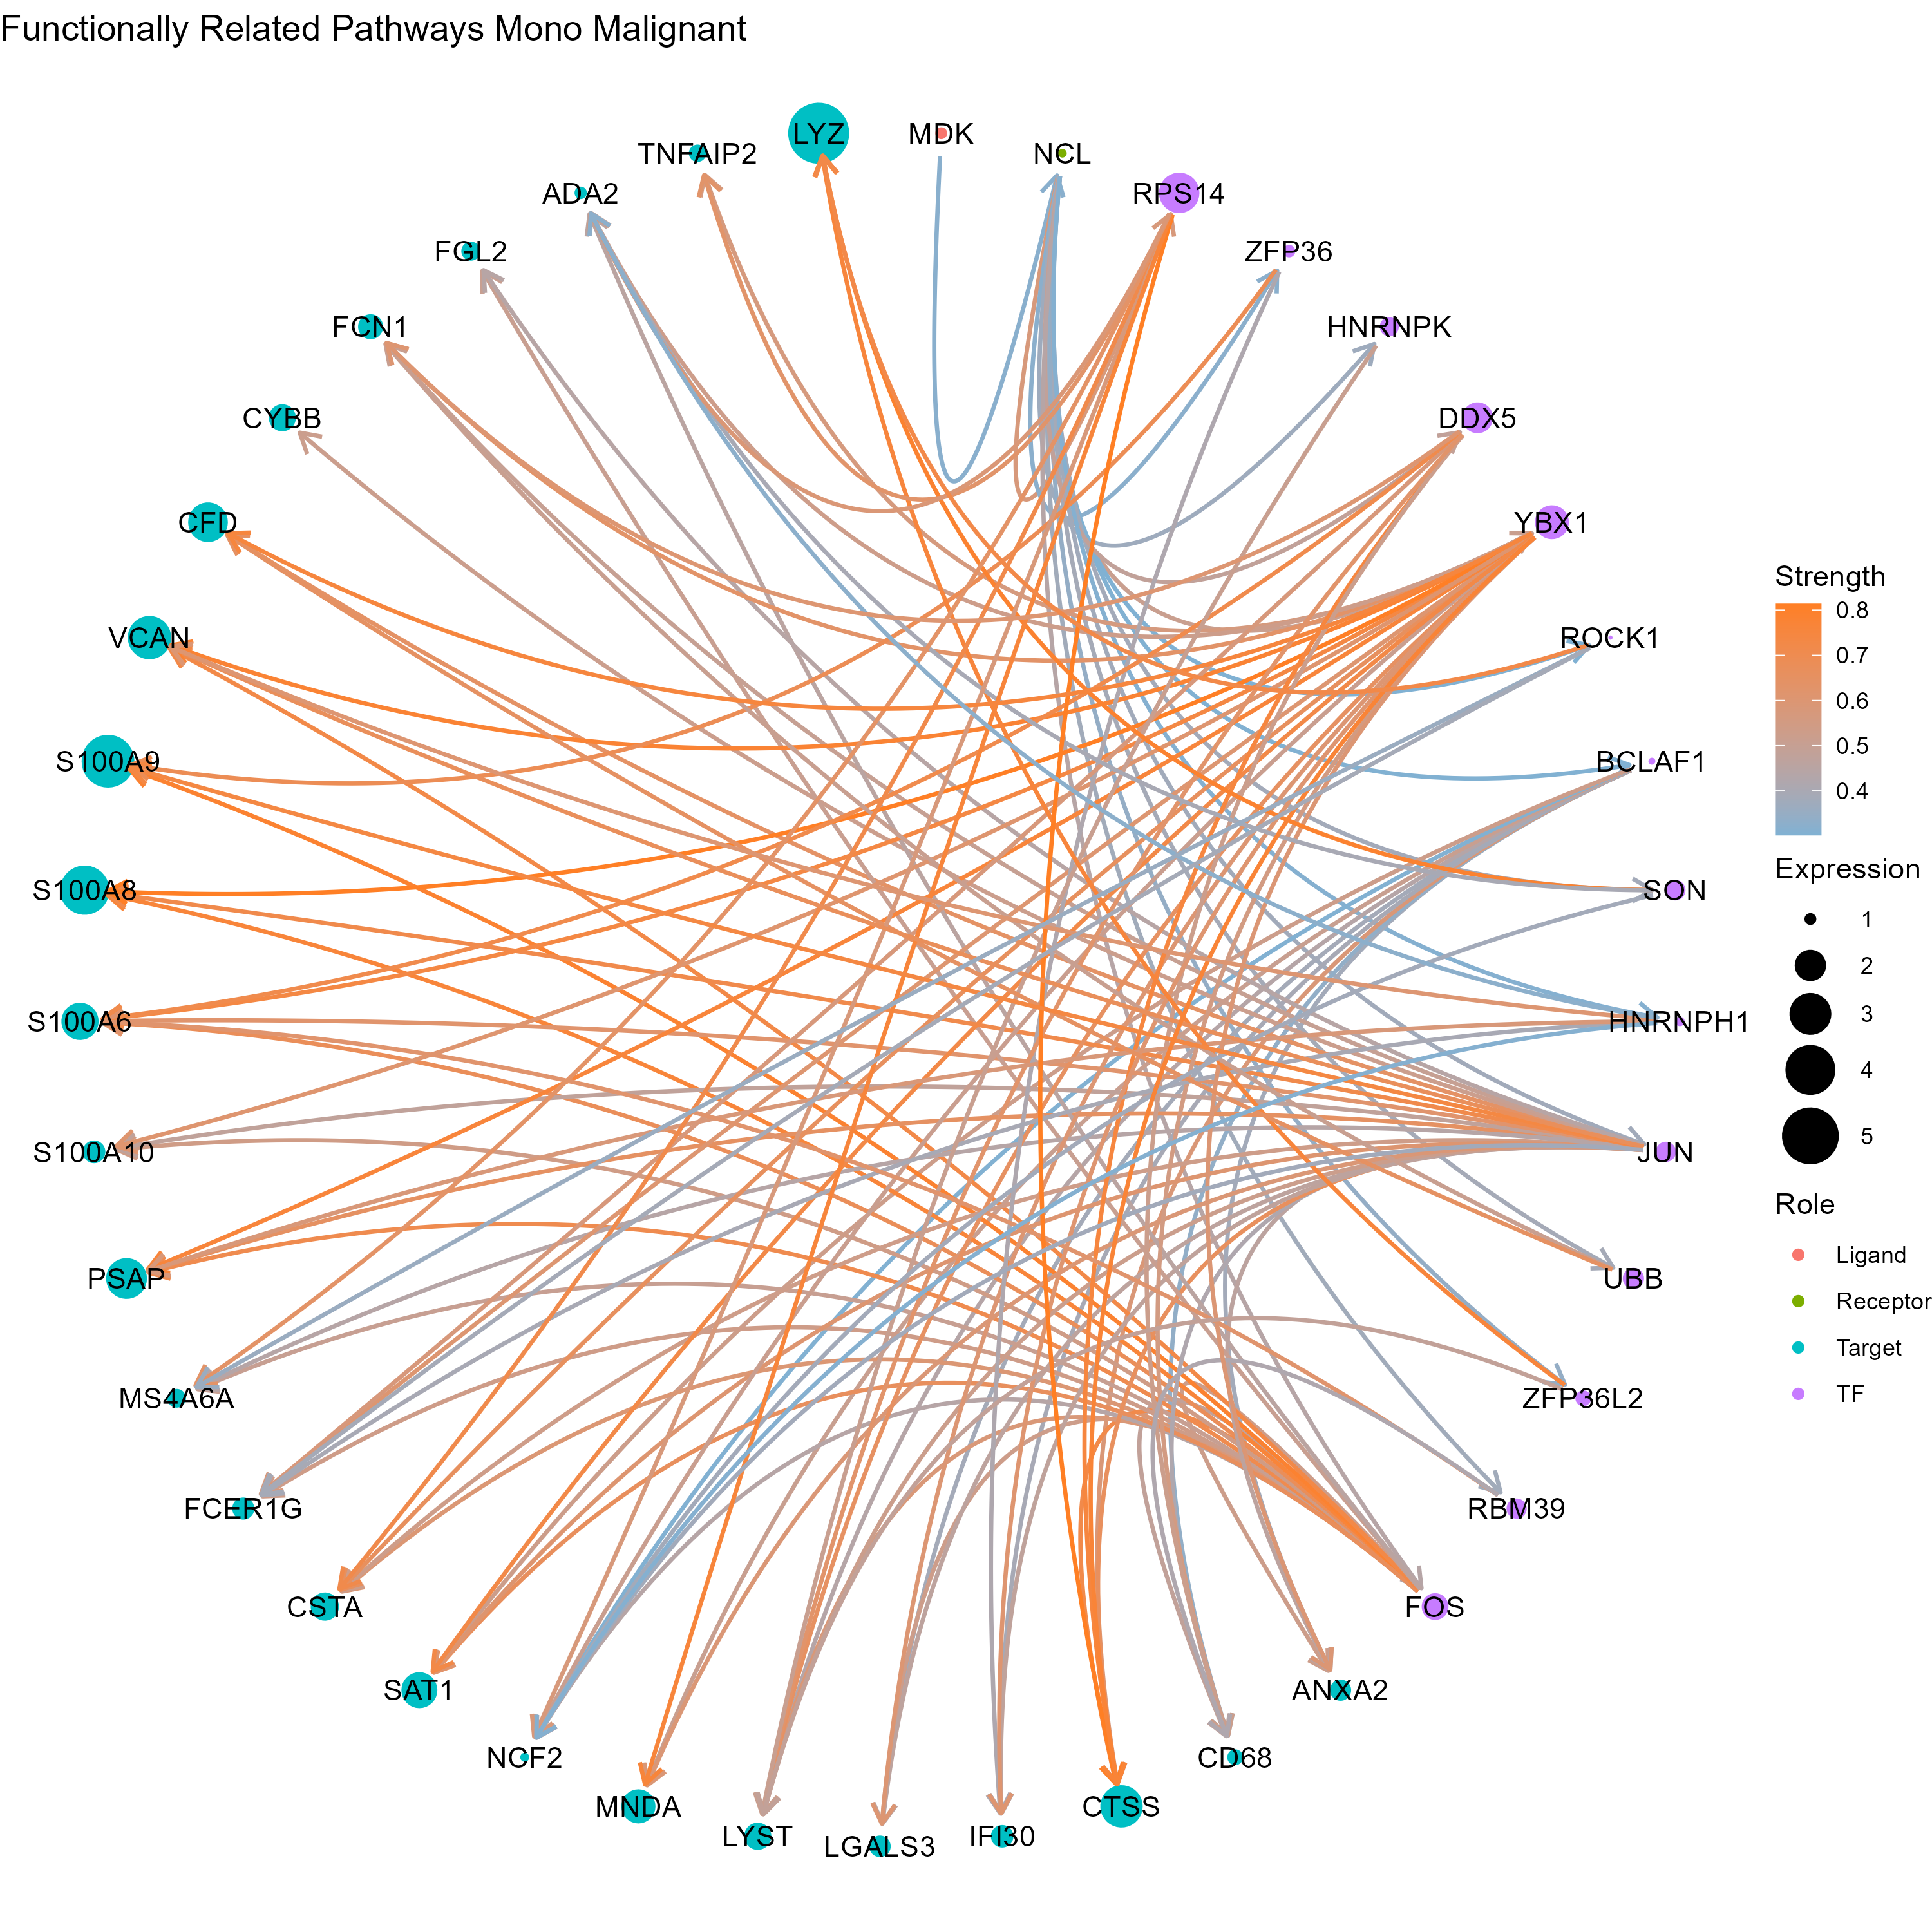 Functionally Related Pathways Mono Malignant
LYZ
MDK
NCL
TNFAIP2
RPS14
ADA2
ZFP36
FGL2
HNRNPK
FCN1
DDX5
CYBB
YBX1
CFD
ROCK1
VCAN
BCLAF1
S100A9
SON
S100A8
HNRNPH1
S100A6
JUN
S100A10
UBB
PSAP
ZFP36L2
MS4A6A
RBM39
FCER1G
FOS
CSTA
ANXA2
SAT1
CD68
NCF2
CTSS
MNDA
IFI30
LYST
LGALS3
Strength
0.8
0.7
0.6
0.5
0.4
Expression
1
2
3
4
5
Role
Ligand
Receptor
Target
TF